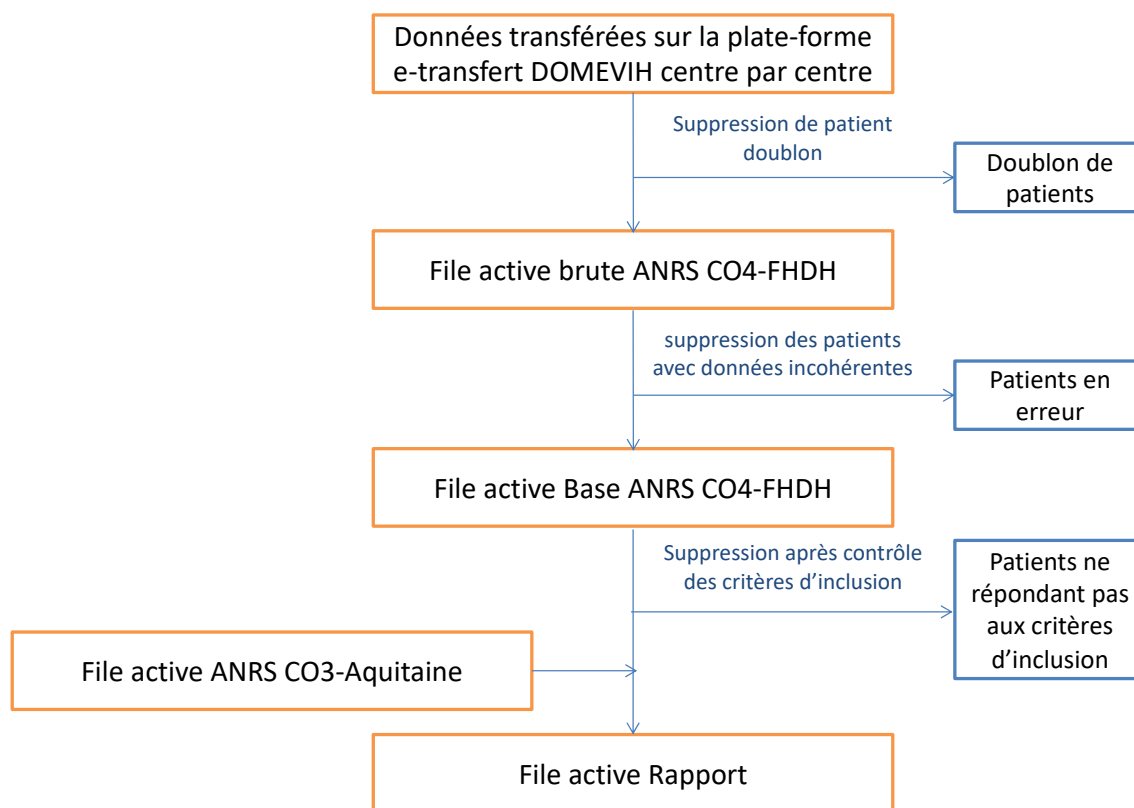 Données transférées sur la plate-forme
e-transfert DOMEVIH centre par centre
Suppression de patient
doublon
Doublon de
patients
File active brute ANRS CO4-FHDH
suppression des patients
avec données incohérentes
Patients en
erreur
File active Base ANRS CO4-FHDH
Suppression après contrôle
des critères d’inclusion
Patients ne
répondant pas
aux critères
d’inclusion
File active ANRS CO3-Aquitaine
File active Rapport